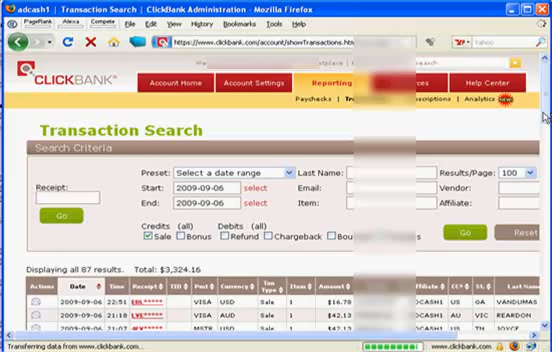 adcash1 | Transaction Search | ClickBank Administration - Mozilla Firefox
PageRank Alexa Compete File Edit View History Bookmarks Tools Help
https://www.clickbank.com/account/showTransactions.ht
Yahoo
CLICKBANK®
Account Home Account Settings Reporting Help Center
Paychecks | Analytics NEW
Transaction Search
Search Criteria
Preset: Select a date range Last Name: Results/Page: 100
Receipt: Start: 2009-09-06 select Email: Vendor:
End: 2009-09-06 select Item: Affiliate:
Go
Credits (all) Debits (all)
Sale Bonus Refund Chargeback Go Reset
Displaying all 87 results. Total: $3,324.16
Actions Date Time Receipt TID Pmt Currency Txn Type Item Amount CC St. Last Nam
2009-09-06 22:51 VISA USD Sale 1 $16.78 DCASH1 US GA VANDUMAS
2009-09-06 21:18 VISA AUD Sale 1 $42.13 CASH1 AU VIC REARDON
2009-09-06 21:07 MSTR USD Sale 1 $42.13 CASH1 US TN JOYCE
Transferring data from www.clickbank.com... www.clickbank.com